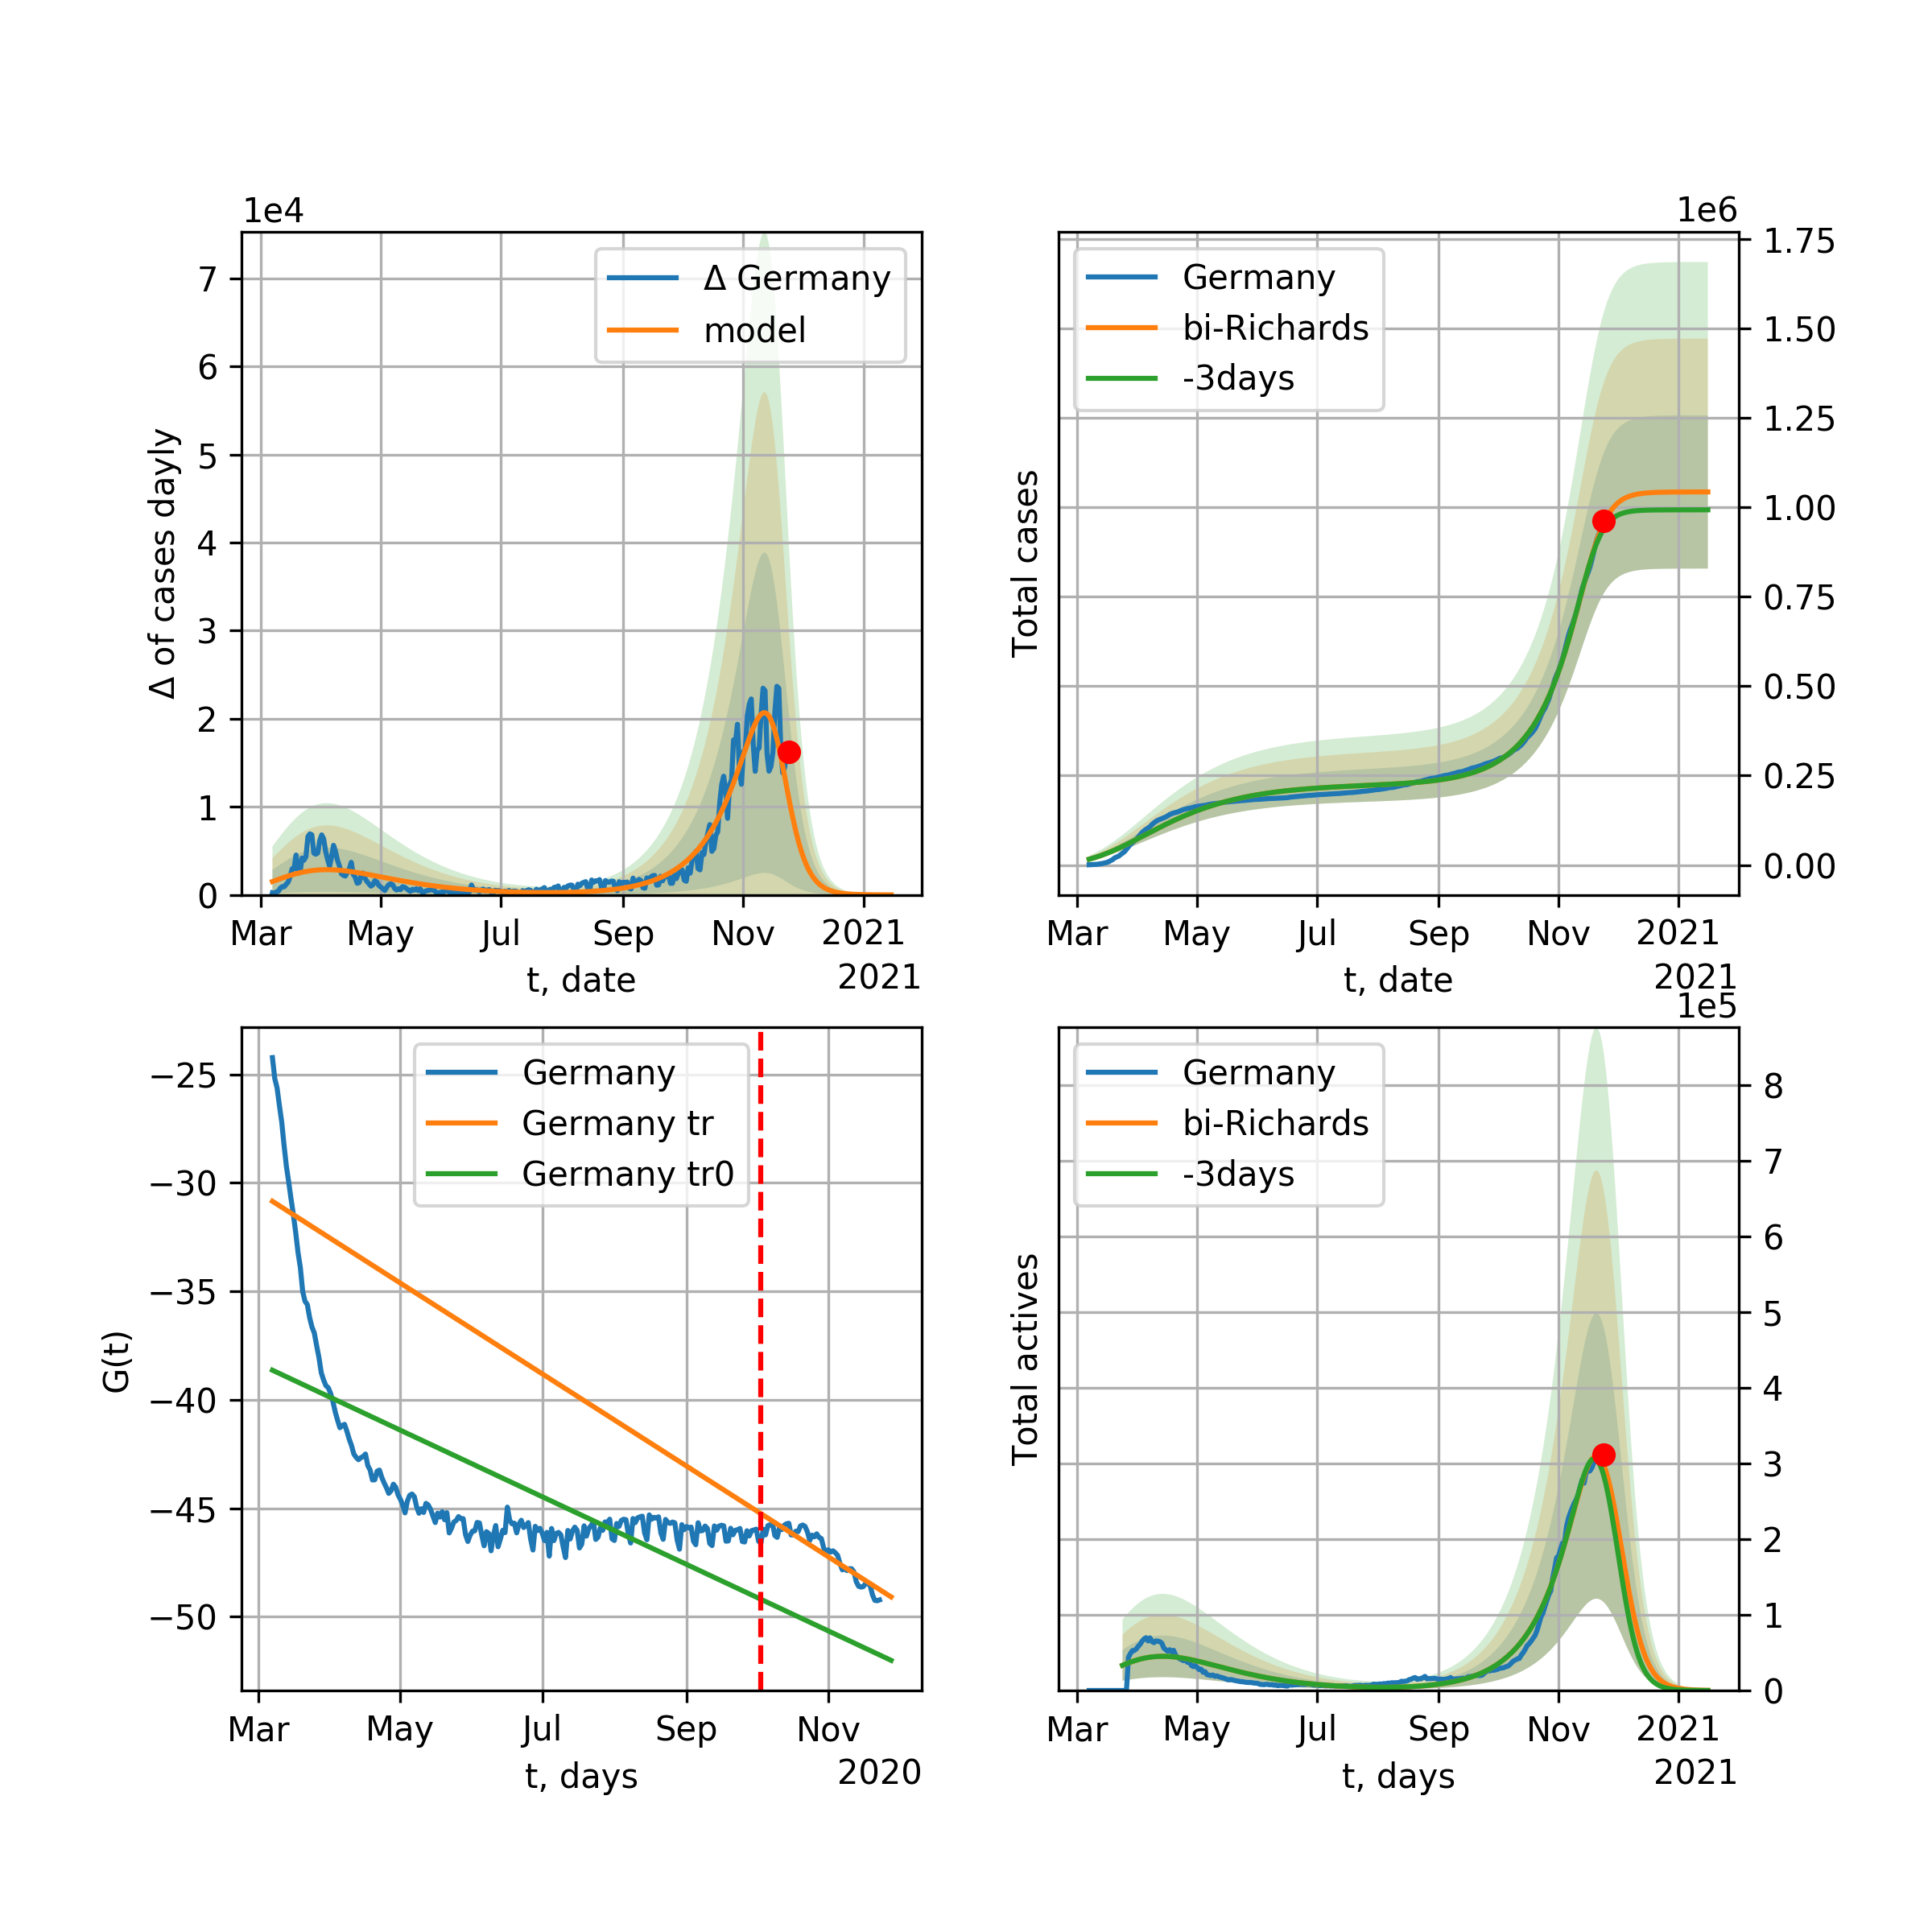 1e4
Δ of cases dayly
7
6
5
4
3
2
1
0
Δ Germany
model
Mar May Jul Sep Nov 2021
t, date
2021
1e6
Total cases
Germany
bi-Richards
-3days
1.75
1.50
1.25
1.00
0.75
0.50
0.25
0.00
Mar May Jul Sep Nov 2021
t, date
2021
G(t)
−25
−30
−35
−40
−45
−50
Germany
Germany tr
Germany tr0
Mar May Jul Sep Nov
t, days
2020
1e5
Total actives
Germany
bi-Richards
-3days
8
7
6
5
4
3
2
1
0
Mar May Jul Sep Nov 2021
t, days
2021